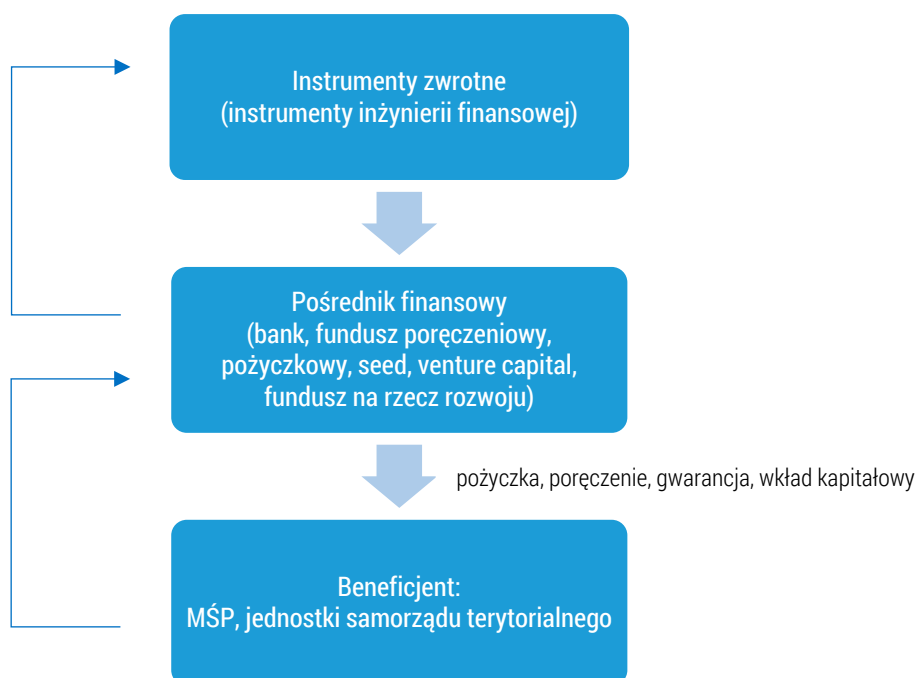 Instrumenty zwrotne
(instrumenty inżynierii finansowej)
Pośrednik finansowy
(bank, fundusz poręczeniowy,
pożyczkowy, seed, venture capital,
fundusz na rzecz rozwoju)
pożyczka, poręczenie, gwarancja, wkład kapitałowy
Beneficjent:
MŚP, jednostki samorządu terytorialnego